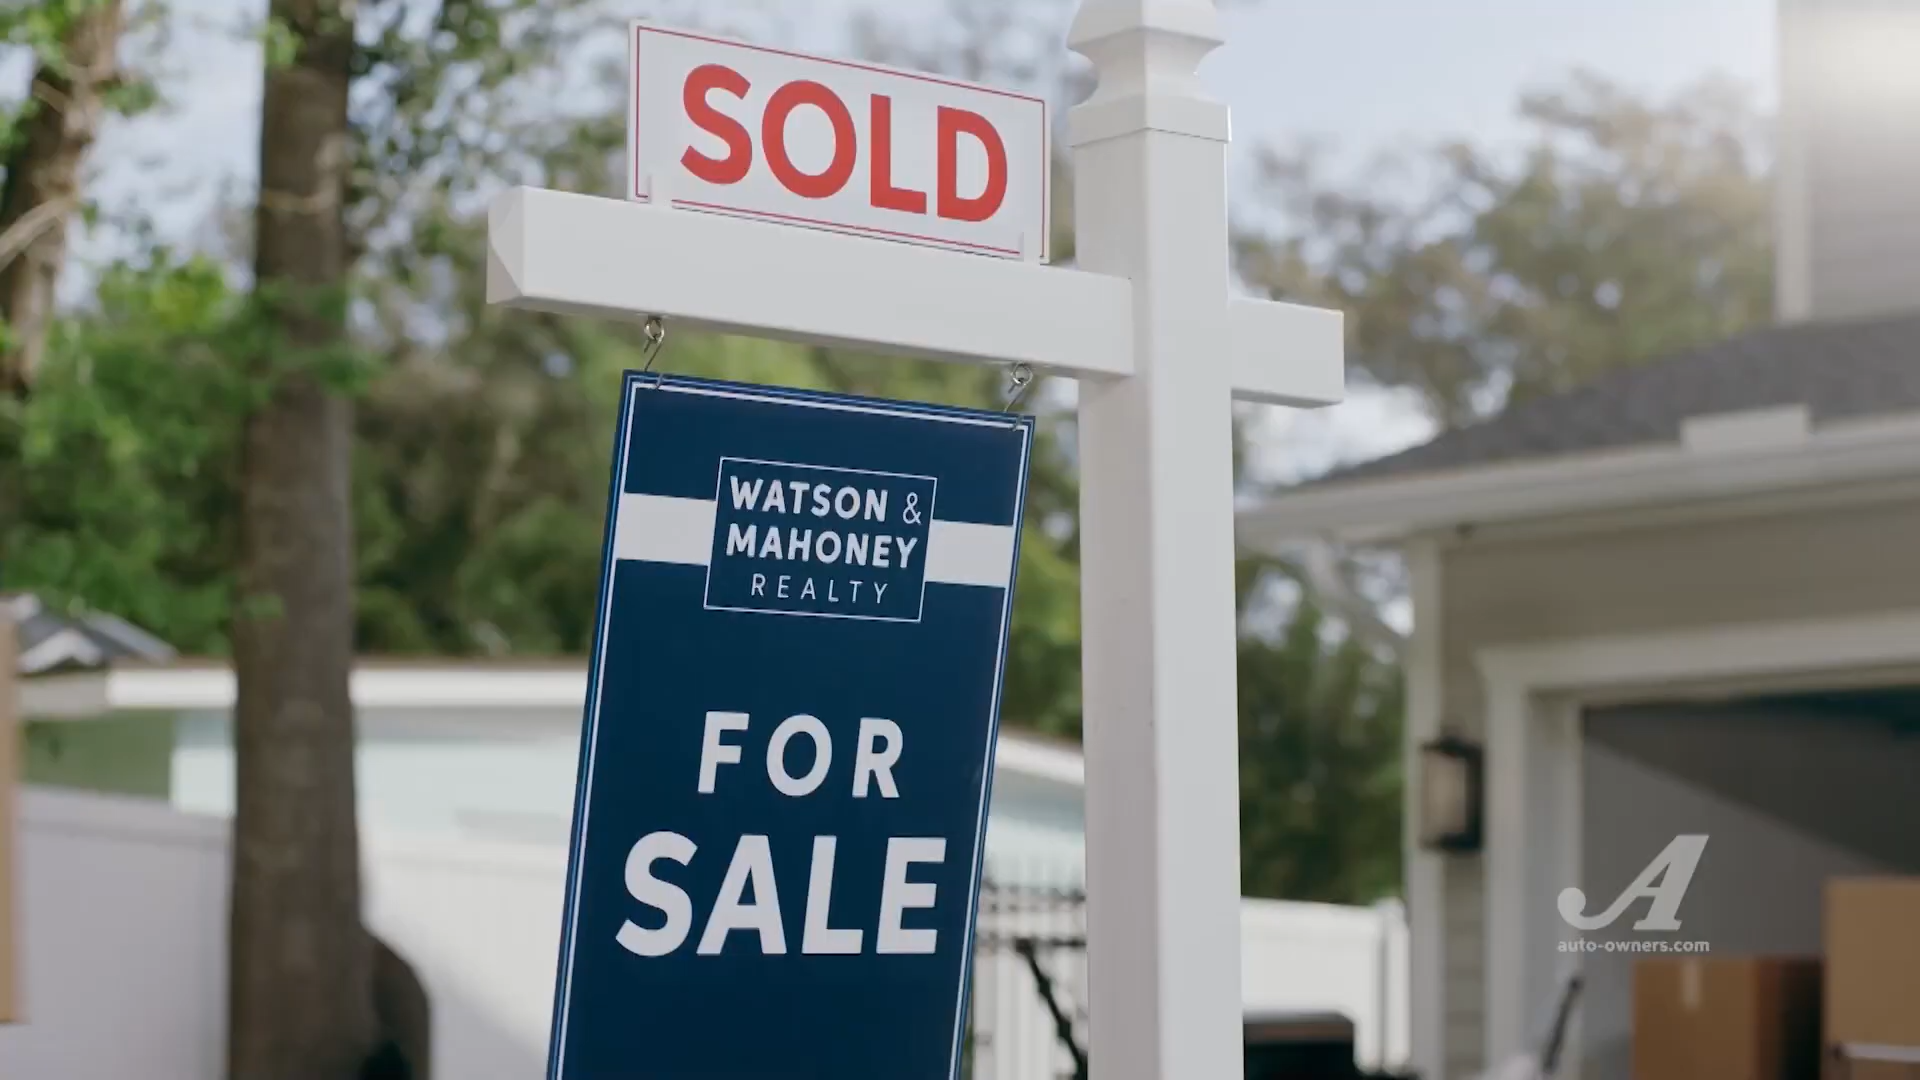 SOLD
WATSON &
MAHONEY
REALTY
FOR
SALE
A
auto-owners.com